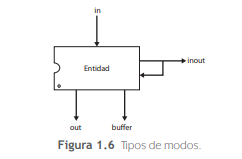 in
Entidad
inout
out
buffer
Figura 1.6 Tipos de modos.